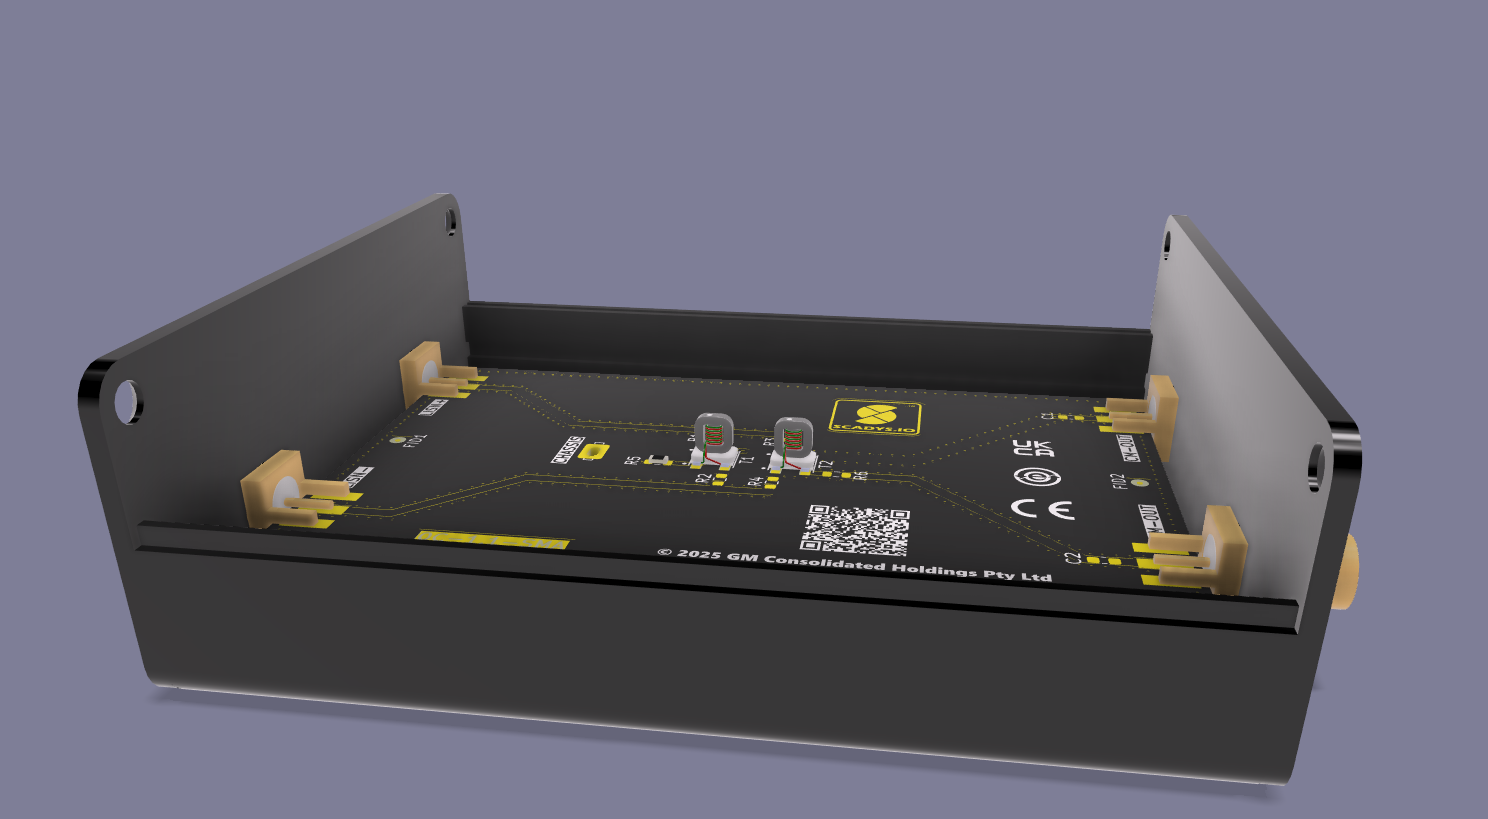 FID1
CHASSIS
R5
R2
T1
R4
T2
R6
SCADYS.IO
C1
FID2
UK
CA
CE
C2
© 2025 GM Consolidated Holdings Pty Ltd